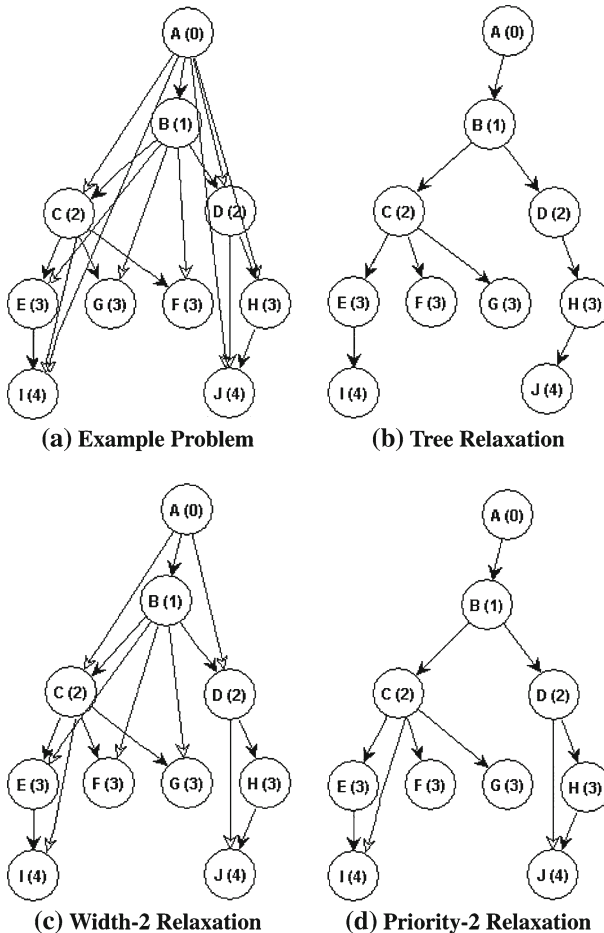 A (0) A (0)
B (1) B (1)
C (2) D (2) C (2) D (2)
E (3) G (3) F (3) H (3) E (3) F (3) G (3) H (3)
I (4) J (4) I (4) J (4)
(a) Example Problem (b) Tree Relaxation
A (0) A (0)
B (1) B (1)
C (2) D (2) C (2) D (2)
E (3) F (3) G (3) H (3) E (3) F (3) G (3) H (3)
I (4) J (4) I (4) J (4)
(c) Width-2 Relaxation (d) Priority-2 Relaxation